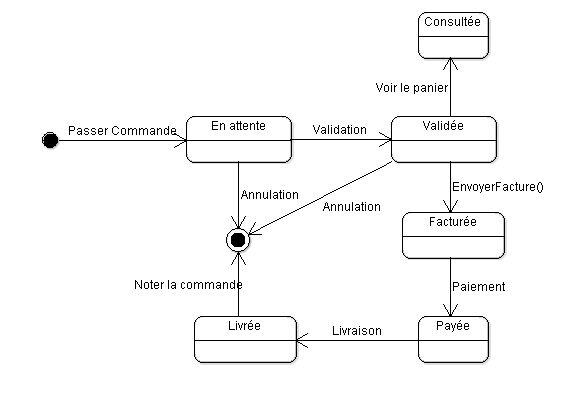 Consultée
Voir le panier
Passer Commande
En attente
Validation
Validée
Annulation
Annulation
EnvoyerFacture()
Facturée
Noter la commande
Paiement
Livrée
Livraison
Payée